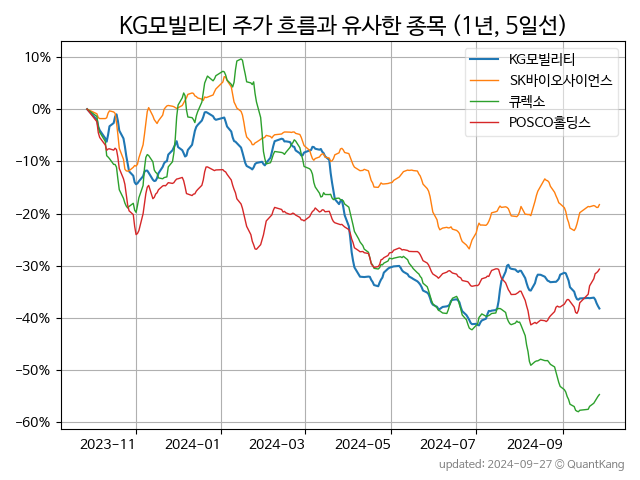 KG모빌리티 주가 흐름과 유사한 종목 (1년, 5일선)
KG모빌리티
SK바이오사이언스
큐렉소
POSCO홀딩스
10%
0%
−10%
−20%
−30%
−40%
−50%
−60%
2023-11 2024-01 2024-03 2024-05 2024-07 2024-09
updated: 2024-09-27 @ QuantKang